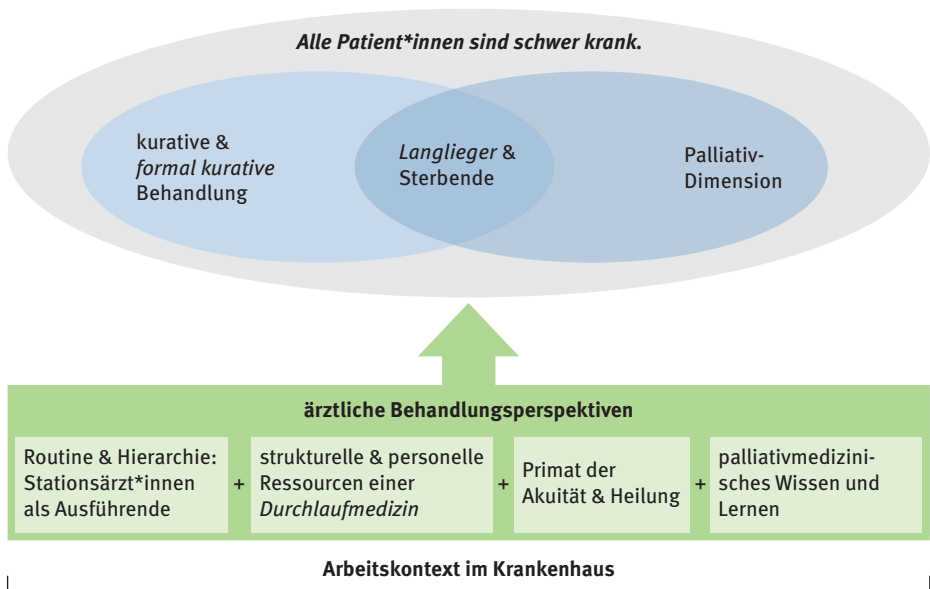 Alle Patient*innen sind schwer krank.
kurative &
formal kurative
Behandlung
Langlieger &
Sterbende
Palliativ-
Dimension
ärztliche Behandlungsperspektiven
Routine & Hierarchie:
Stationsärzt*innen
als Ausführende
+
strukturelle & personelle
Ressourcen einer
Durchlaufmedizin
+
Primat der
Akuität & Heilung
+
palliativmedizini-
sches Wissen und
Lernen
Arbeitskontext im Krankenhaus